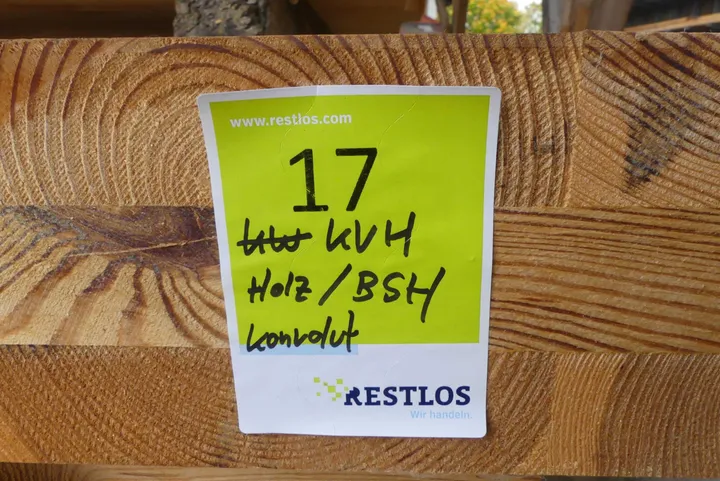 www.restlos.com
17
KVH
Holz / BSH
Konvolut
RESTLOS
Wir handeln.